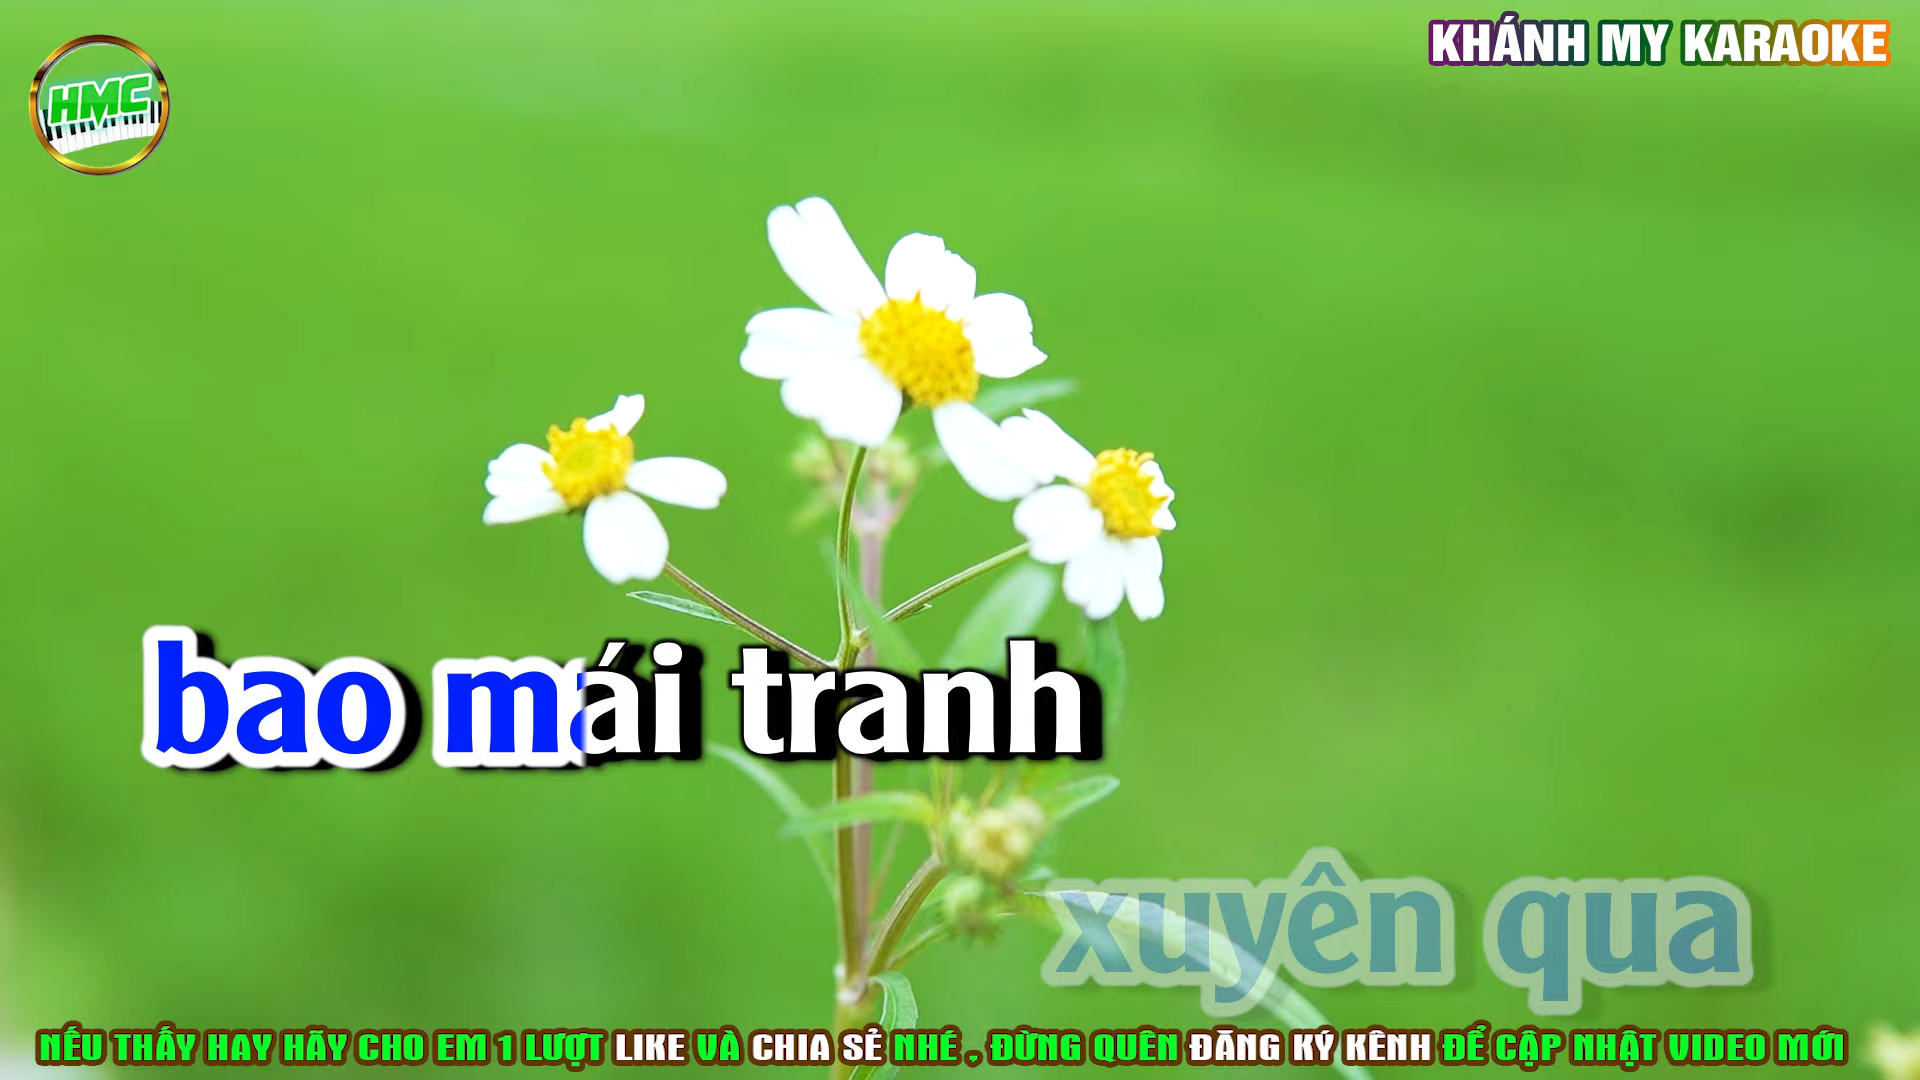 KHÁNH MY KARAOKE
HMC
bao mái tranh
xuyên qua
NẾU THẤY HAY HÃY CHO EM 1 LƯỢT LIKE VÀ CHIA SẺ NHÉ , ĐỪNG QUÊN ĐĂNG KÝ KÊNH ĐỂ CẬP NHẬT VIDEO MỚI